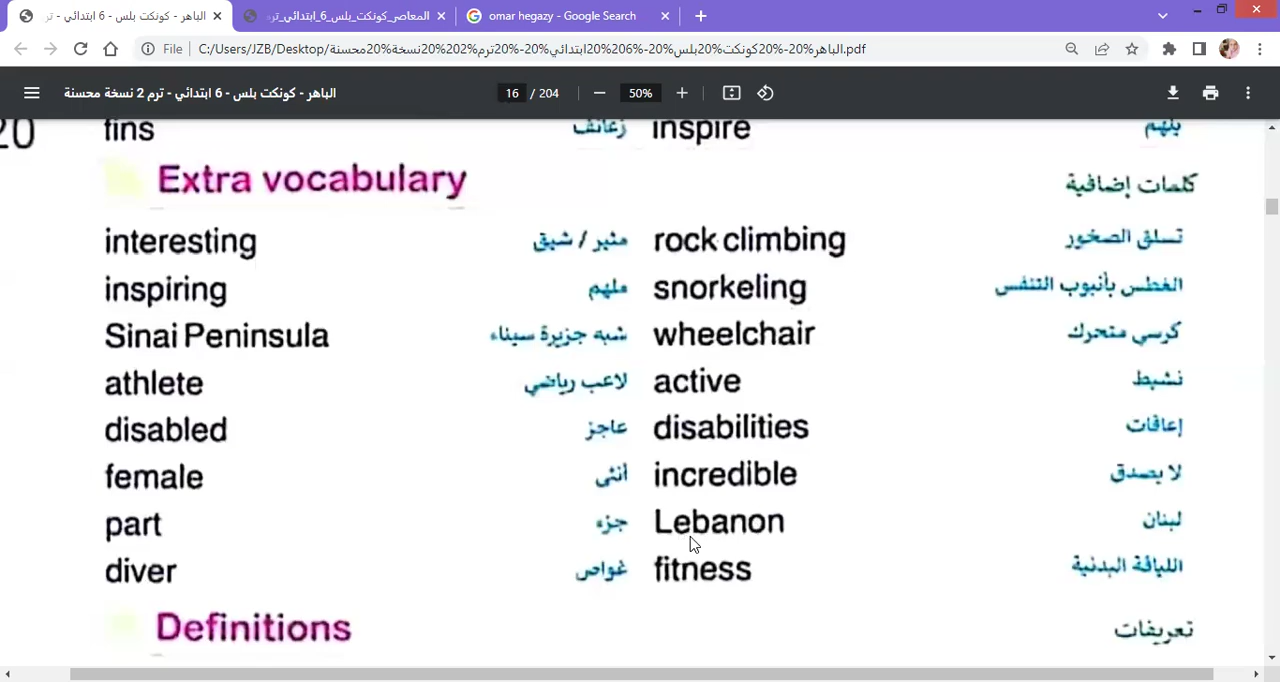 الباهر - كونكت بلس - 6 ابتدائي - تر
المعاصر_كونكت_بلس_6_ابتدائي_تر
omar hegazy - Google Search
File
C:/Users/JZB/Desktop/الباهر%20-%20كونكت%20بلس%20-%206%20ابتدائي%20-%20ترم%202%20نسخة%20محسنة.pdf
الباهر - كونكت بلس - 6 ابتدائي - ترم 2 نسخة محسنة
16 / 204
50%
20
fins زعانف inspire يلهم
Extra vocabulary كلمات إضافية
interesting مثير / شيق rock climbing تسلق الصخور
inspiring ملهم snorkeling الغطس بأنبوب التنفس
Sinai Peninsula شبه جزيرة سيناء wheelchair كرسي متحرك
athlete لاعب رياضي active نشيط
disabled عاجز disabilities إعاقات
female أنثى incredible لا يصدق
part جزء Lebanon لبنان
diver غواص fitness اللياقة البدنية
Definitions تعريفات